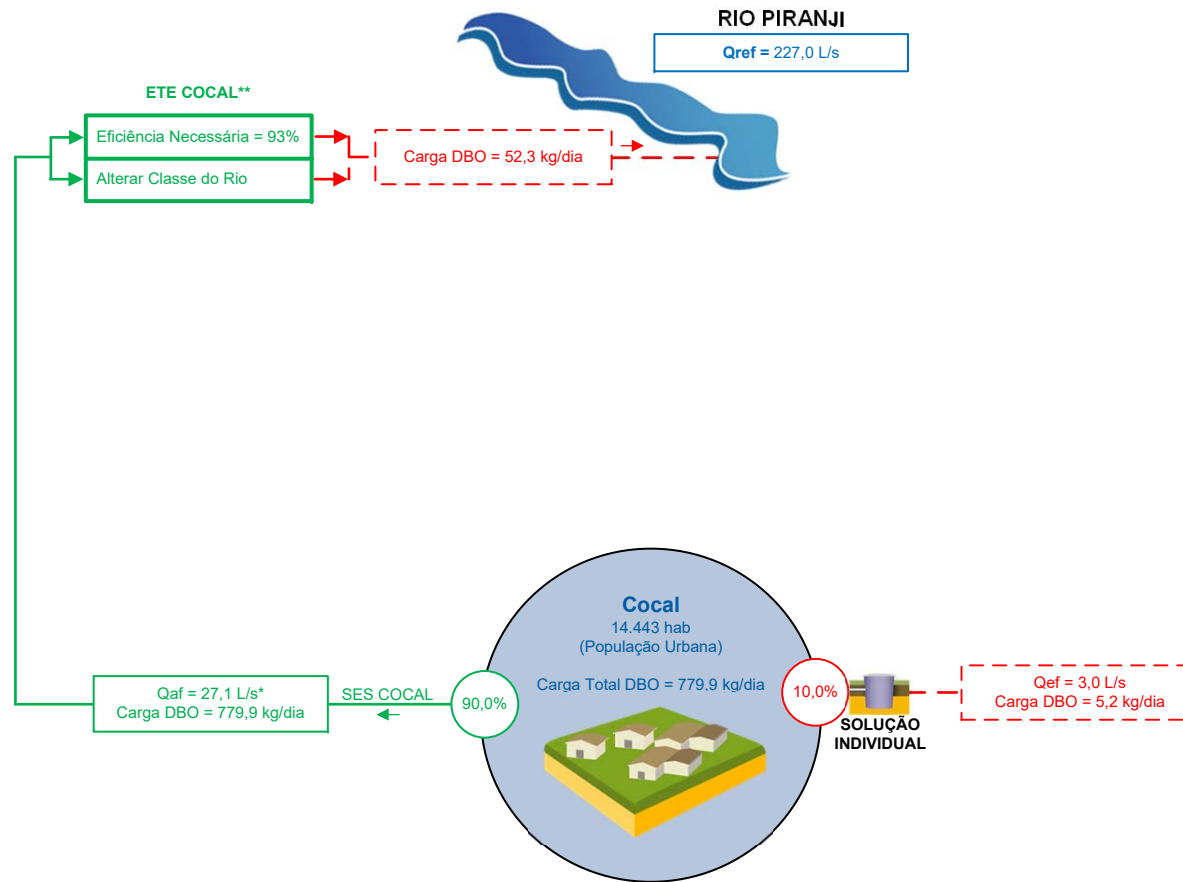 RIO PIRANJI
Qref = 227,0 L/s
ETE COCAL**
Eficiência Necessária = 93%
Alterar Classe do Rio
Carga DBO = 52,3 kg/dia
Cocal
14.443 hab
(População Urbana)
Carga Total DBO = 779,9 kg/dia
Qaf = 27,1 L/s*
Carga DBO = 779,9 kg/dia
SES COCAL
90,0%
10,0%
SOLUÇÃO
INDIVIDUAL
Qef = 3,0 L/s
Carga DBO = 5,2 kg/dia